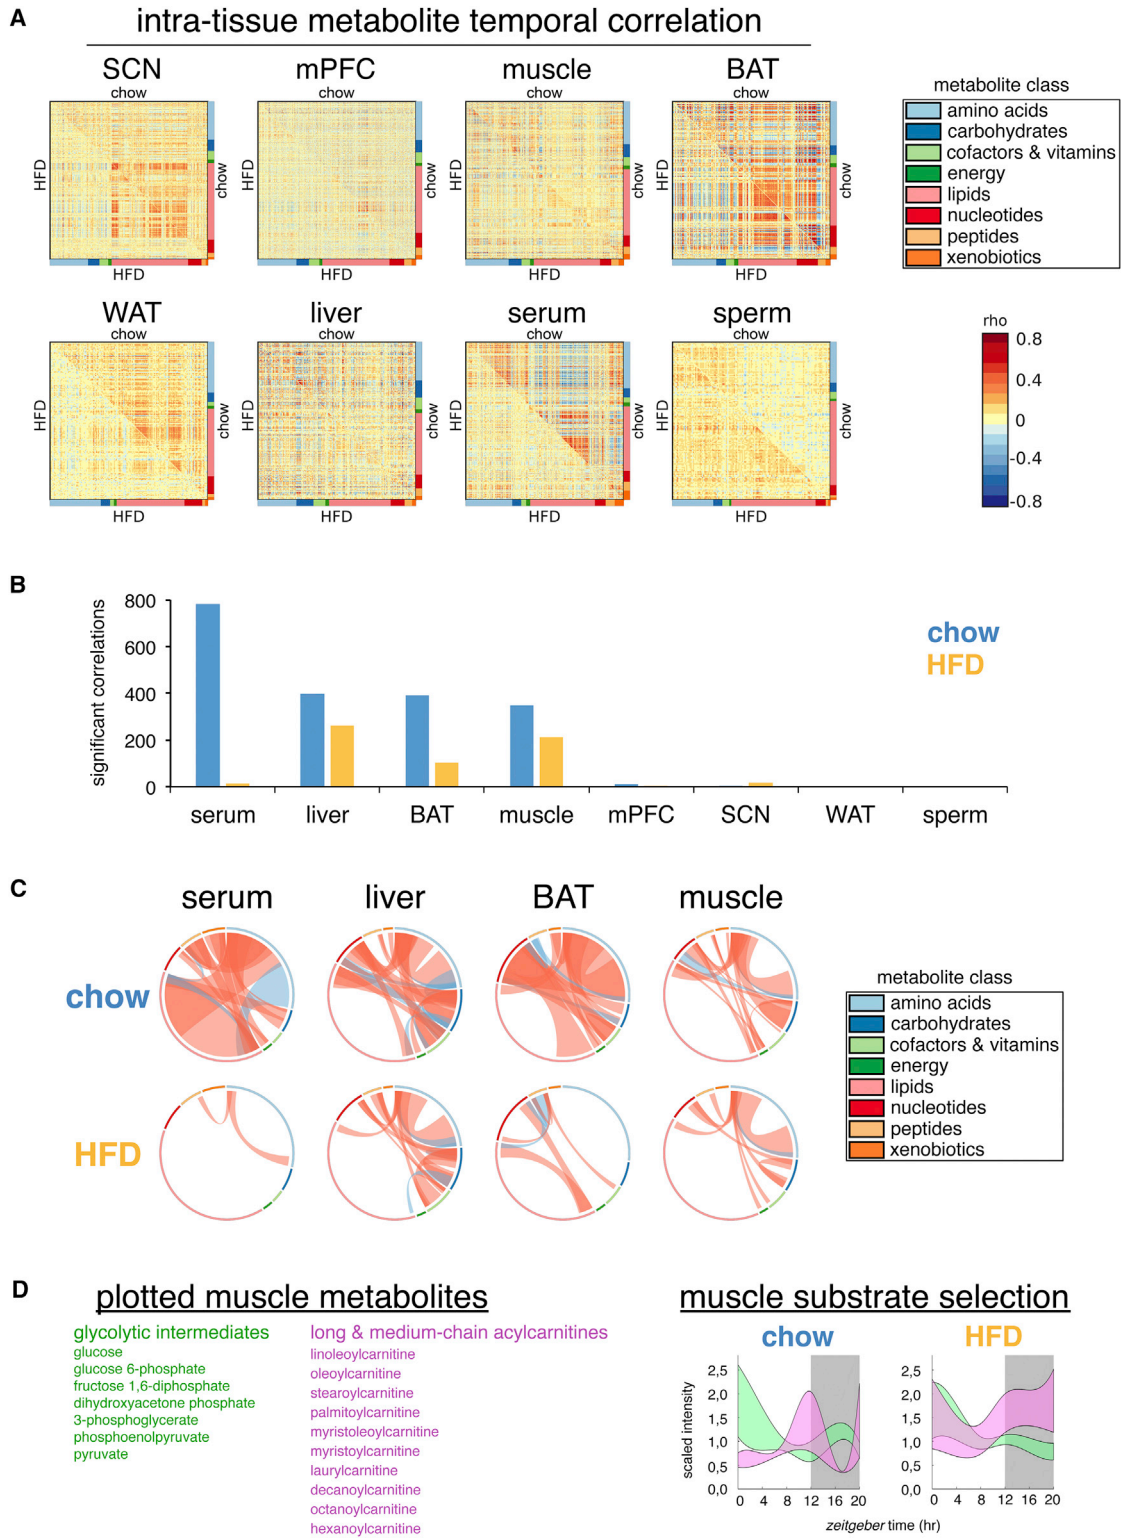 A
intra-tissue metabolite temporal correlation
SCN
mPFC
muscle
BAT
chow
chow
chow
chow
HFD
chow
HFD
chow
HFD
chow
HFD
chow
HFD
HFD
HFD
HFD
metabolite class
amino acids
carbohydrates
cofactors & vitamins
energy
lipids
nucleotides
peptides
xenobiotics
WAT
liver
serum
sperm
chow
chow
chow
chow
HFD
chow
HFD
chow
HFD
chow
HFD
chow
HFD
HFD
HFD
HFD
rho
0.8
0.4
0
-0.4
-0.8
B
significant correlations
800
600
400
200
0
serum
liver
BAT
muscle
mPFC
SCN
WAT
sperm
chow
HFD
C
serum
liver
BAT
muscle
chow
HFD
metabolite class
amino acids
carbohydrates
cofactors & vitamins
energy
lipids
nucleotides
peptides
xenobiotics
D
plotted muscle metabolites
glycolytic intermediates
glucose
glucose 6-phosphate
fructose 1,6-diphosphate
dihydroxyacetone phosphate
3-phosphoglycerate
phosphoenolpyruvate
pyruvate
long & medium-chain acylcarnitines
linoleoylcarnitine
oleoylcarnitine
stearoylcarnitine
palmitoylcarnitine
myristoleoylcarnitine
myristoylcarnitine
laurylcarnitine
decanoylcarnitine
octanoylcarnitine
hexanoylcarnitine
muscle substrate selection
chow
HFD
scaled intensity
2,5
2,0
1,5
1,0
0,5
0,0
0 4 8 12 16 20
2,5
2,0
1,5
1,0
0,5
0,0
0 4 8 12 16 20
zeitgeber time (hr)